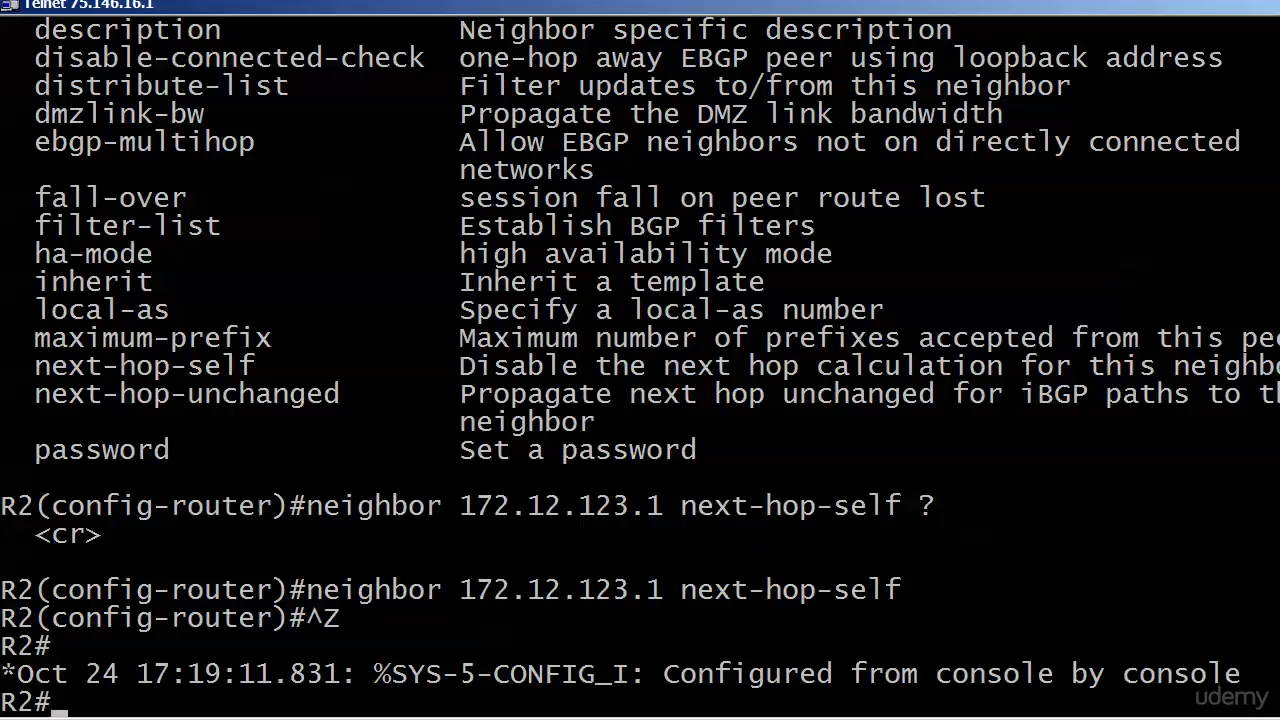 Telnet 75.146.16.1
description Neighbor specific description
disable-connected-check one-hop away EBGP peer using loopback address
distribute-list Filter updates to/from this neighbor
dmzlink-bw Propagate the DMZ link bandwidth
ebgp-multihop Allow EBGP neighbors not on directly connected
networks
fall-over session fall on peer route lost
filter-list Establish BGP filters
ha-mode high availability mode
inherit Inherit a template
local-as Specify a local-as number
maximum-prefix Maximum number of prefixes accepted from this pee
next-hop-self Disable the next hop calculation for this neighbo
next-hop-unchanged Propagate next hop unchanged for iBGP paths to th
neighbor
password Set a password
R2(config-router)#neighbor 172.12.123.1 next-hop-self ?
<cr>
R2(config-router)#neighbor 172.12.123.1 next-hop-self
R2(config-router)#^Z
R2#
*Oct 24 17:19:11.831: %SYS-5-CONFIG_I: Configured from console by console
R2#
udemy